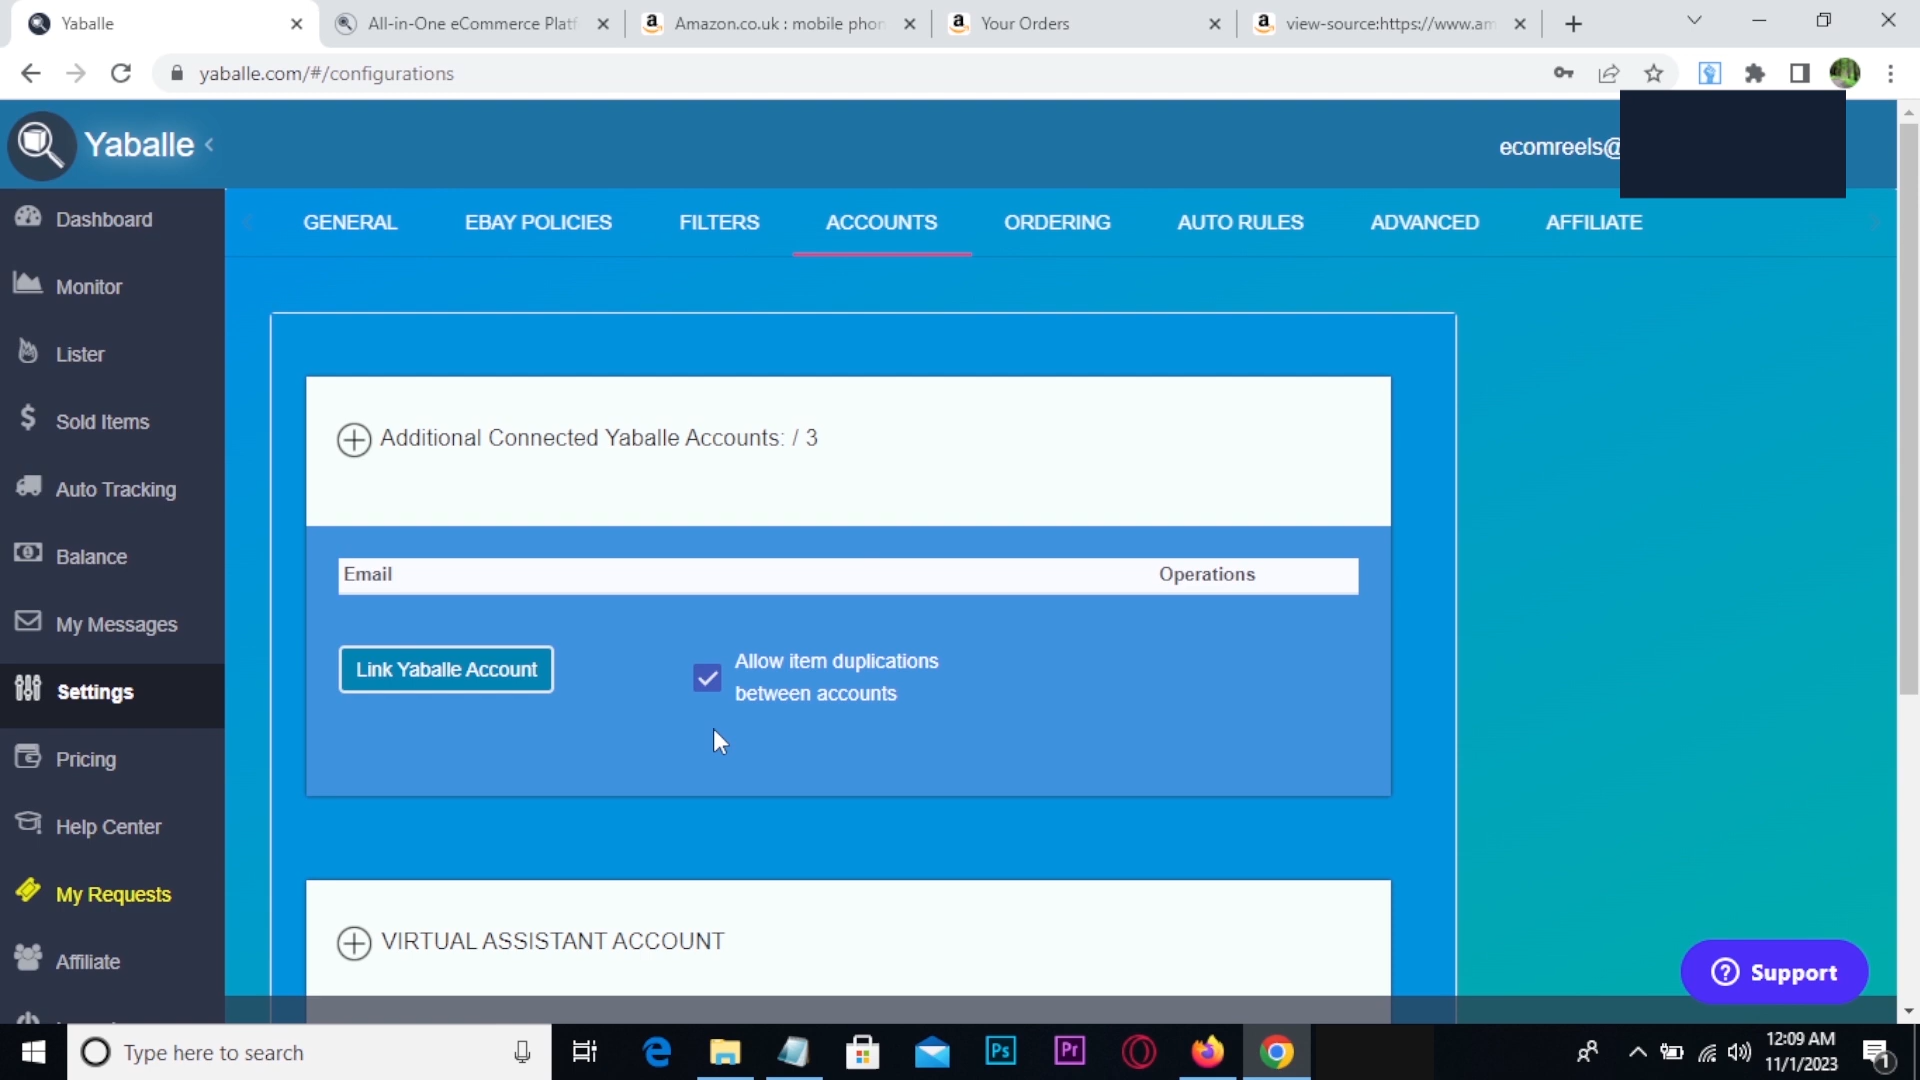 Yaballe
All-in-One eCommerce Platf
Amazon.co.uk : mobile phon
Your Orders
view-source:https://www.am
yaballe.com/#/configurations
Yaballe
ecomreels@
Dashboard
Monitor
Lister
Sold Items
Auto Tracking
Balance
My Messages
Settings
Pricing
Help Center
My Requests
Affiliate
GENERAL
EBAY POLICIES
FILTERS
ACCOUNTS
ORDERING
AUTO RULES
ADVANCED
AFFILIATE
Additional Connected Yaballe Accounts: / 3
Email
Operations
Link Yaballe Account
Allow item duplications
between accounts
VIRTUAL ASSISTANT ACCOUNT
Support
Type here to search
Ps
Pr
12:09 AM
11/1/2023
1